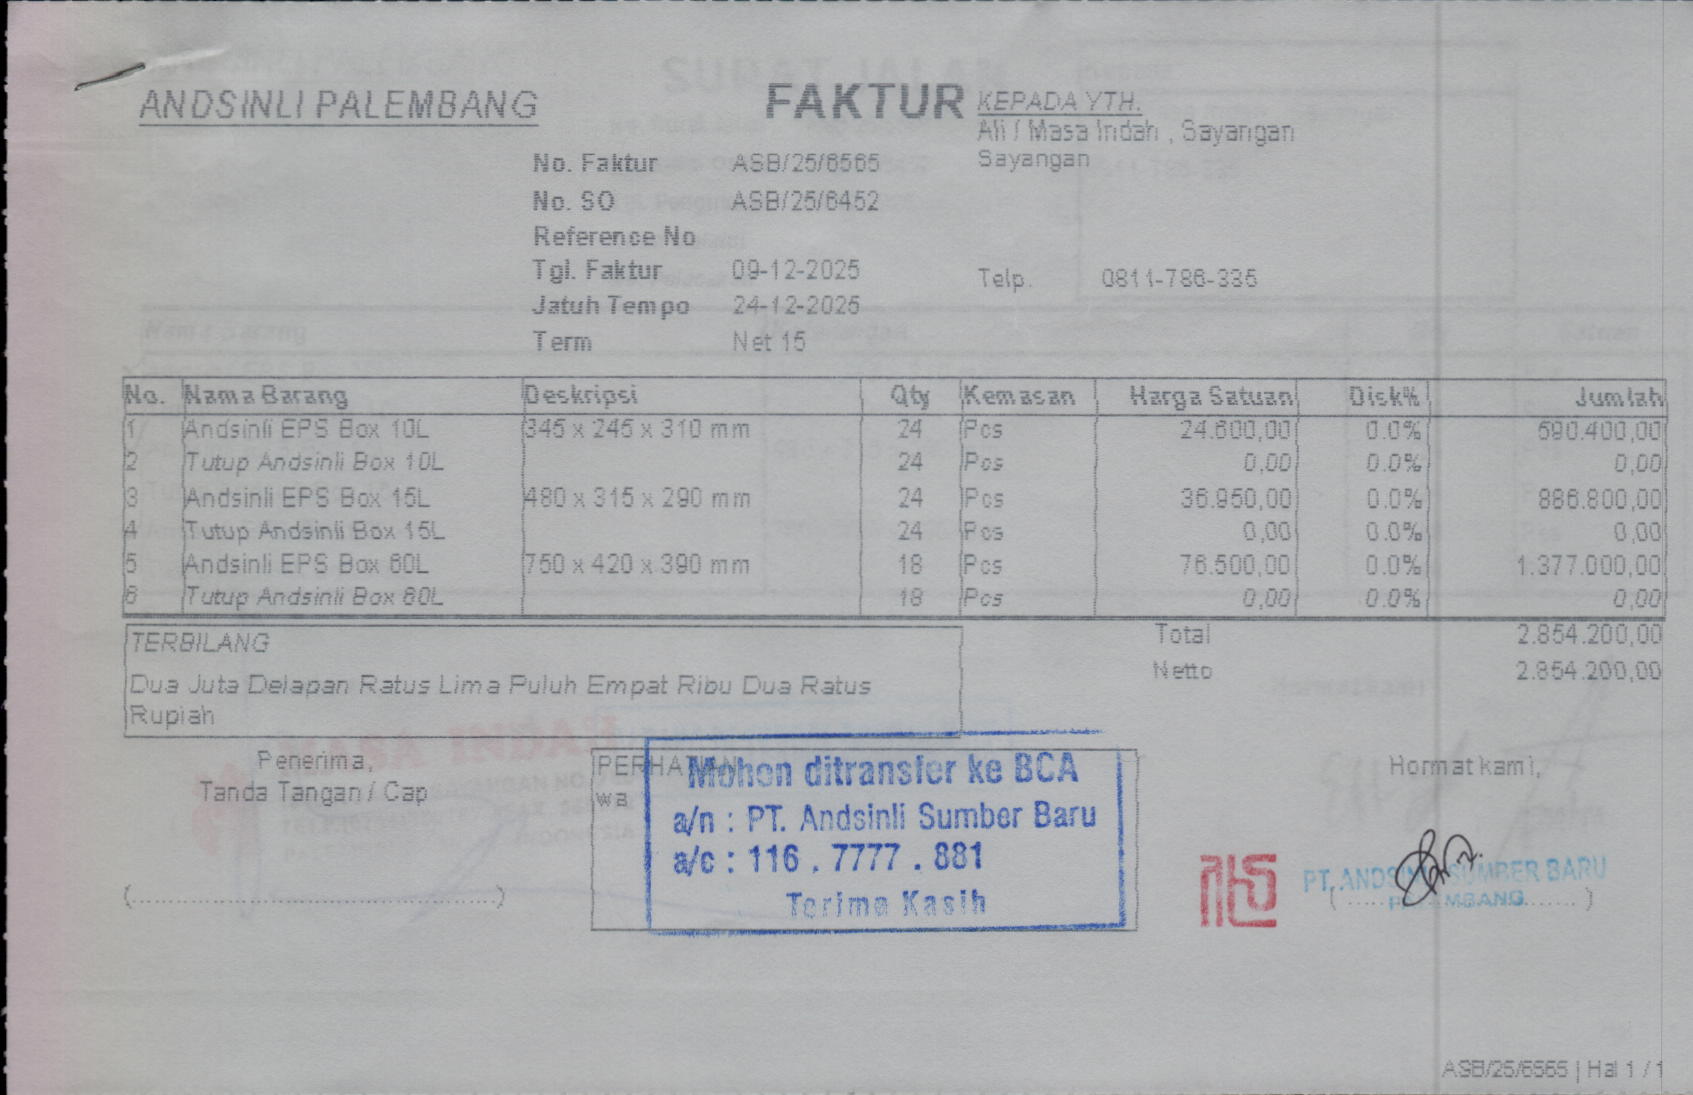 ANDSINLI PALEMBANG
FAKTUR
KEPADA YTH.
Ali / Masa Indah , Sayangan
Sayangan
No. Faktur ASB/25/6565
No. SO ASB/25/6452
Reference No
Tgl. Faktur 09-12-2025
Telp. 0811-786-335
Jatuh Tempo 24-12-2025
Term Net 15
No. Nama Barang Deskripsi Qty Kemasan Harga Satuan Disk% Jumlah
1 Andsinli EPS Box 10L 345 x 245 x 310 mm 24 Pcs 24.600,00 0.0% 590.400,00
2 Tutup Andsinli Box 10L 24 Pcs 0,00 0.0% 0,00
3 Andsinli EPS Box 15L 480 x 315 x 290 mm 24 Pcs 36.950,00 0.0% 886.800,00
4 Tutup Andsinli Box 15L 24 Pcs 0,00 0.0% 0,00
5 Andsinli EPS Box 60L 750 x 420 x 390 mm 18 Pcs 76.500,00 0.0% 1.377.000,00
6 Tutup Andsinli Box 60L 18 Pcs 0,00 0.0% 0,00
Total 2.854.200,00
Netto 2.854.200,00
TERBILANG
Dua Juta Delapan Ratus Lima Puluh Empat Ribu Dua Ratus
Rupiah
Penerima,
Tanda Tangan / Cap
(..............................)
Mohon ditransfer ke BCA
a/n : PT. Andsinli Sumber Baru
a/c : 116 . 7777 . 881
Terima Kasih
Hormat kami,
PT. ANDSINLI SUMBER BARU
PALEMBANG
ASB/25/6565 | Hal 1 / 1